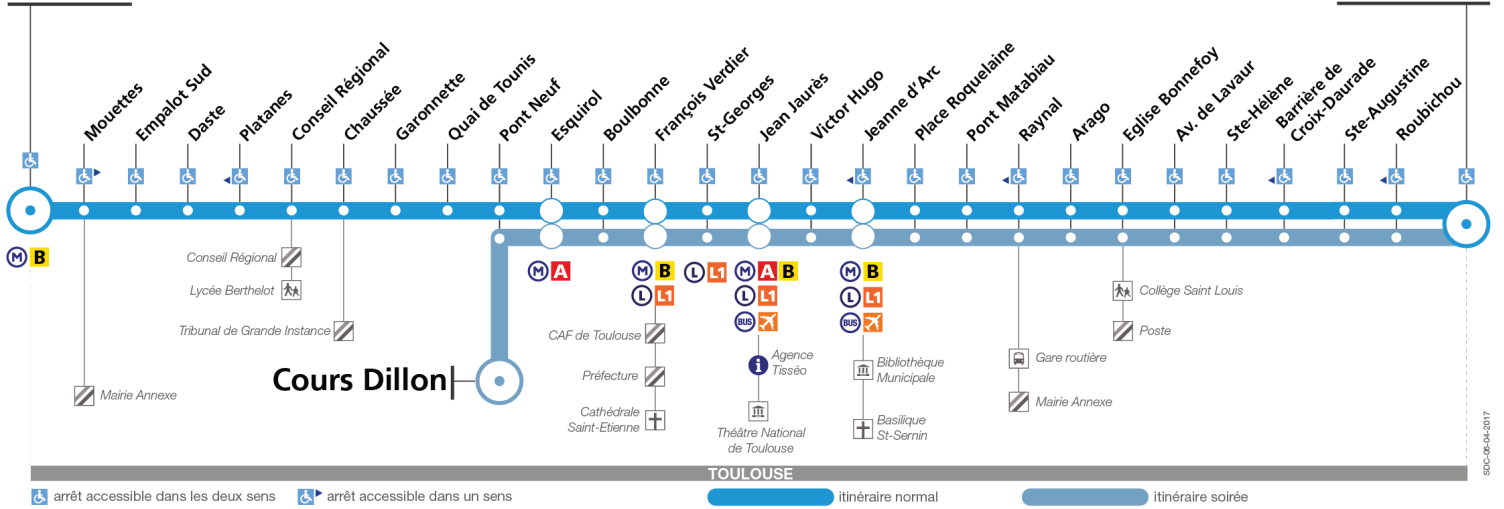 Mouettes
Empalot Sud
Daste
Platanes
Conseil Régional
Chaussée
Garonnette
Quai de Tounis
Pont Neuf
Esquirol
Boulbonne
François Verdier
St-Georges
Jean Jaurès
Victor Hugo
Jeanne d'Arc
Place Roquelaine
Pont Matabiau
Raynal
Arago
Eglise Bonnefoy
Av. de Lavaur
Ste-Hélène
Barrière de
Croix-Daurade
Ste-Augustine
Roubichou
M B
Conseil Régional
Lycée Berthelot
Tribunal de Grande Instance
Mairie Annexe
Cours Dillon
M A
M B
L L1
CAF de Toulouse
Préfecture
Cathédrale
Saint-Etienne
L L1
M A B
L L1
BUS
i
Agence
Tisséo
Théâtre National
de Toulouse
M B
L L1
BUS
Bibliothèque
Municipale
Basilique
St-Sernin
Gare routière
Mairie Annexe
Collège Saint Louis
Poste
SDC-06-04-2017
TOULOUSE
arrêt accessible dans les deux sens
arrêt accessible dans un sens
itinéraire normal
itinéraire soirée